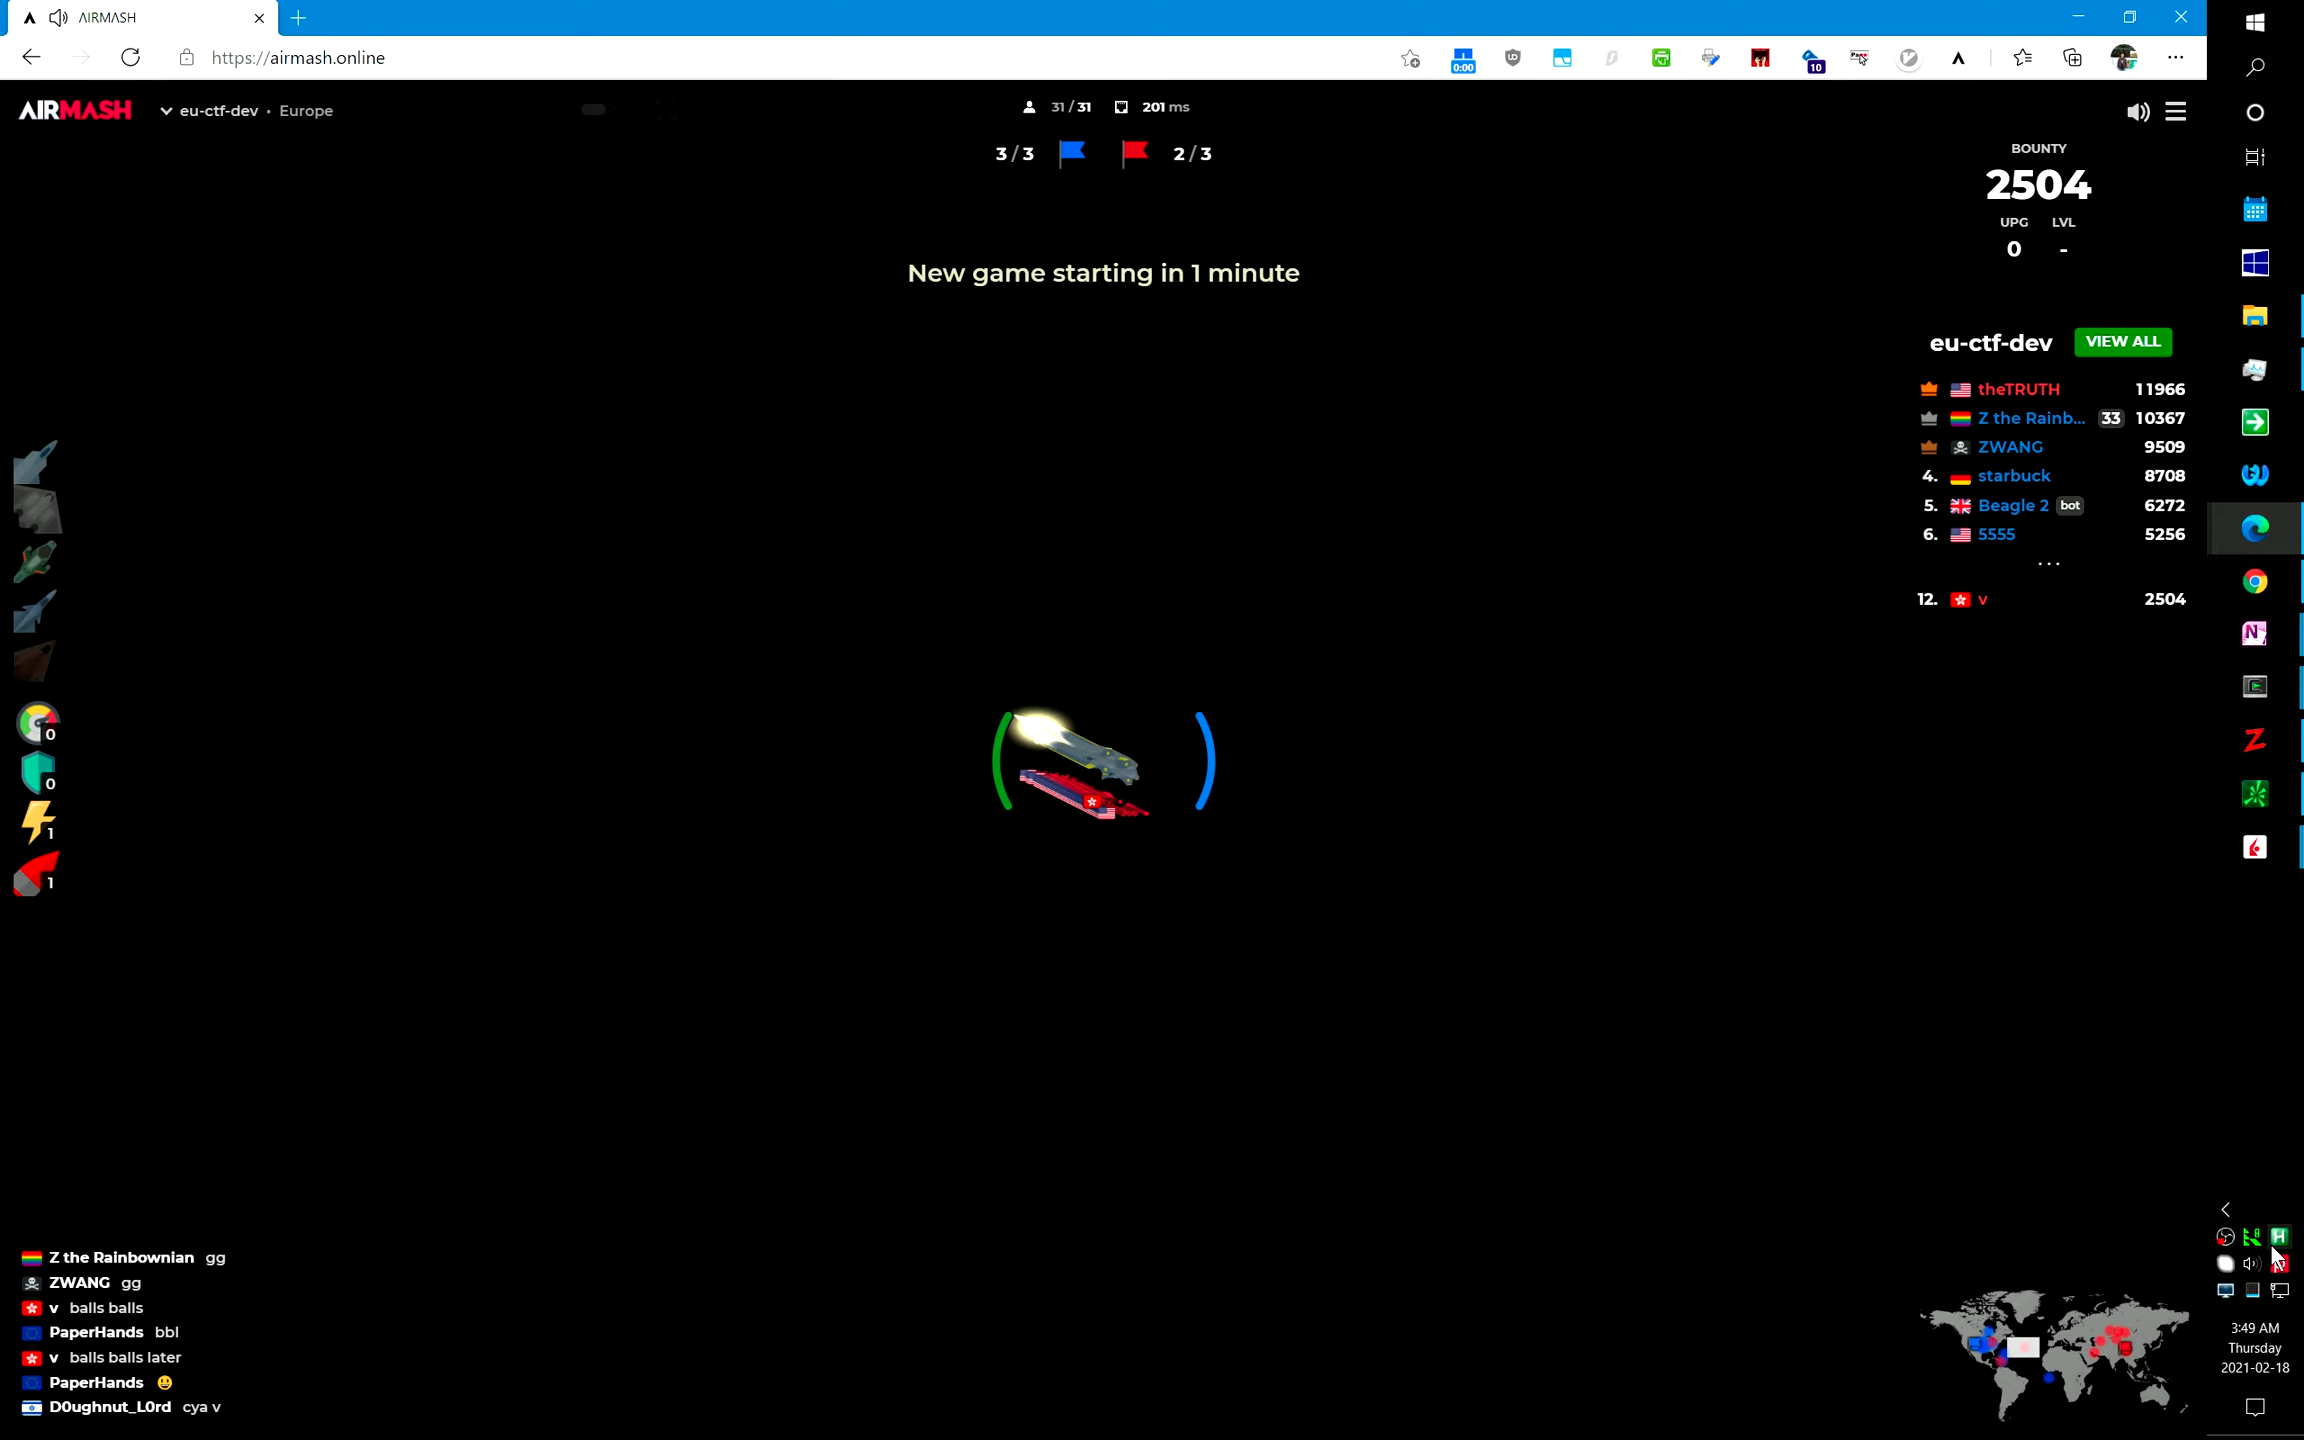 AIRMASH
https://airmash.online
0:00
10
AIRMASH
eu-ctf-dev • Europe
31/31
201 ms
3/3
2/3
BOUNTY
2504
UPG LVL
0 -
New game starting in 1 minute
eu-ctf-dev VIEW ALL
theTRUTH 11966
Z the Rainb... 33 10367
ZWANG 9509
4. starbuck 8708
5. Beagle 2 bot 6272
6. 5555 5256
...
12. v 2504
0
0
1
1
Z the Rainbownian gg
ZWANG gg
v balls balls
PaperHands bbl
v balls balls later
PaperHands 😃
D0ughnut_L0rd cya v
3:49 AM
Thursday
2021-02-18